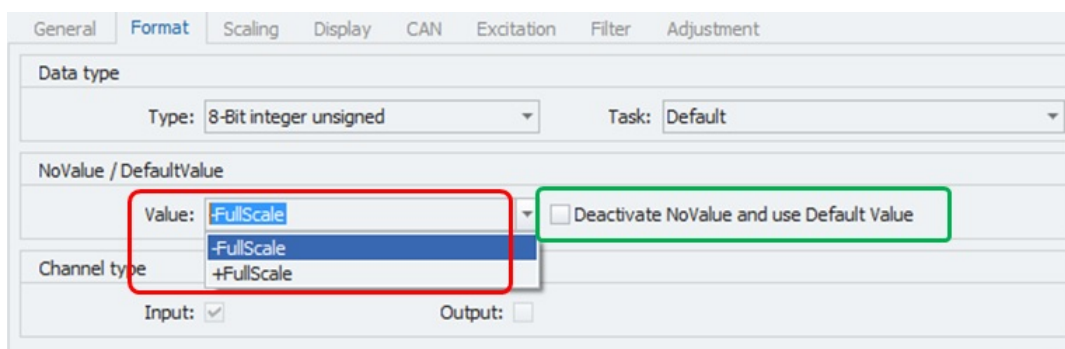 General Format Scaling Display CAN Excitation Filter Adjustment
Data type
Type: 8-Bit integer unsigned Task: Default
NoValue / DefaultValue
Value: -FullScale Deactivate NoValue and use Default Value
-FullScale
+FullScale
Channel type
Input: Output: